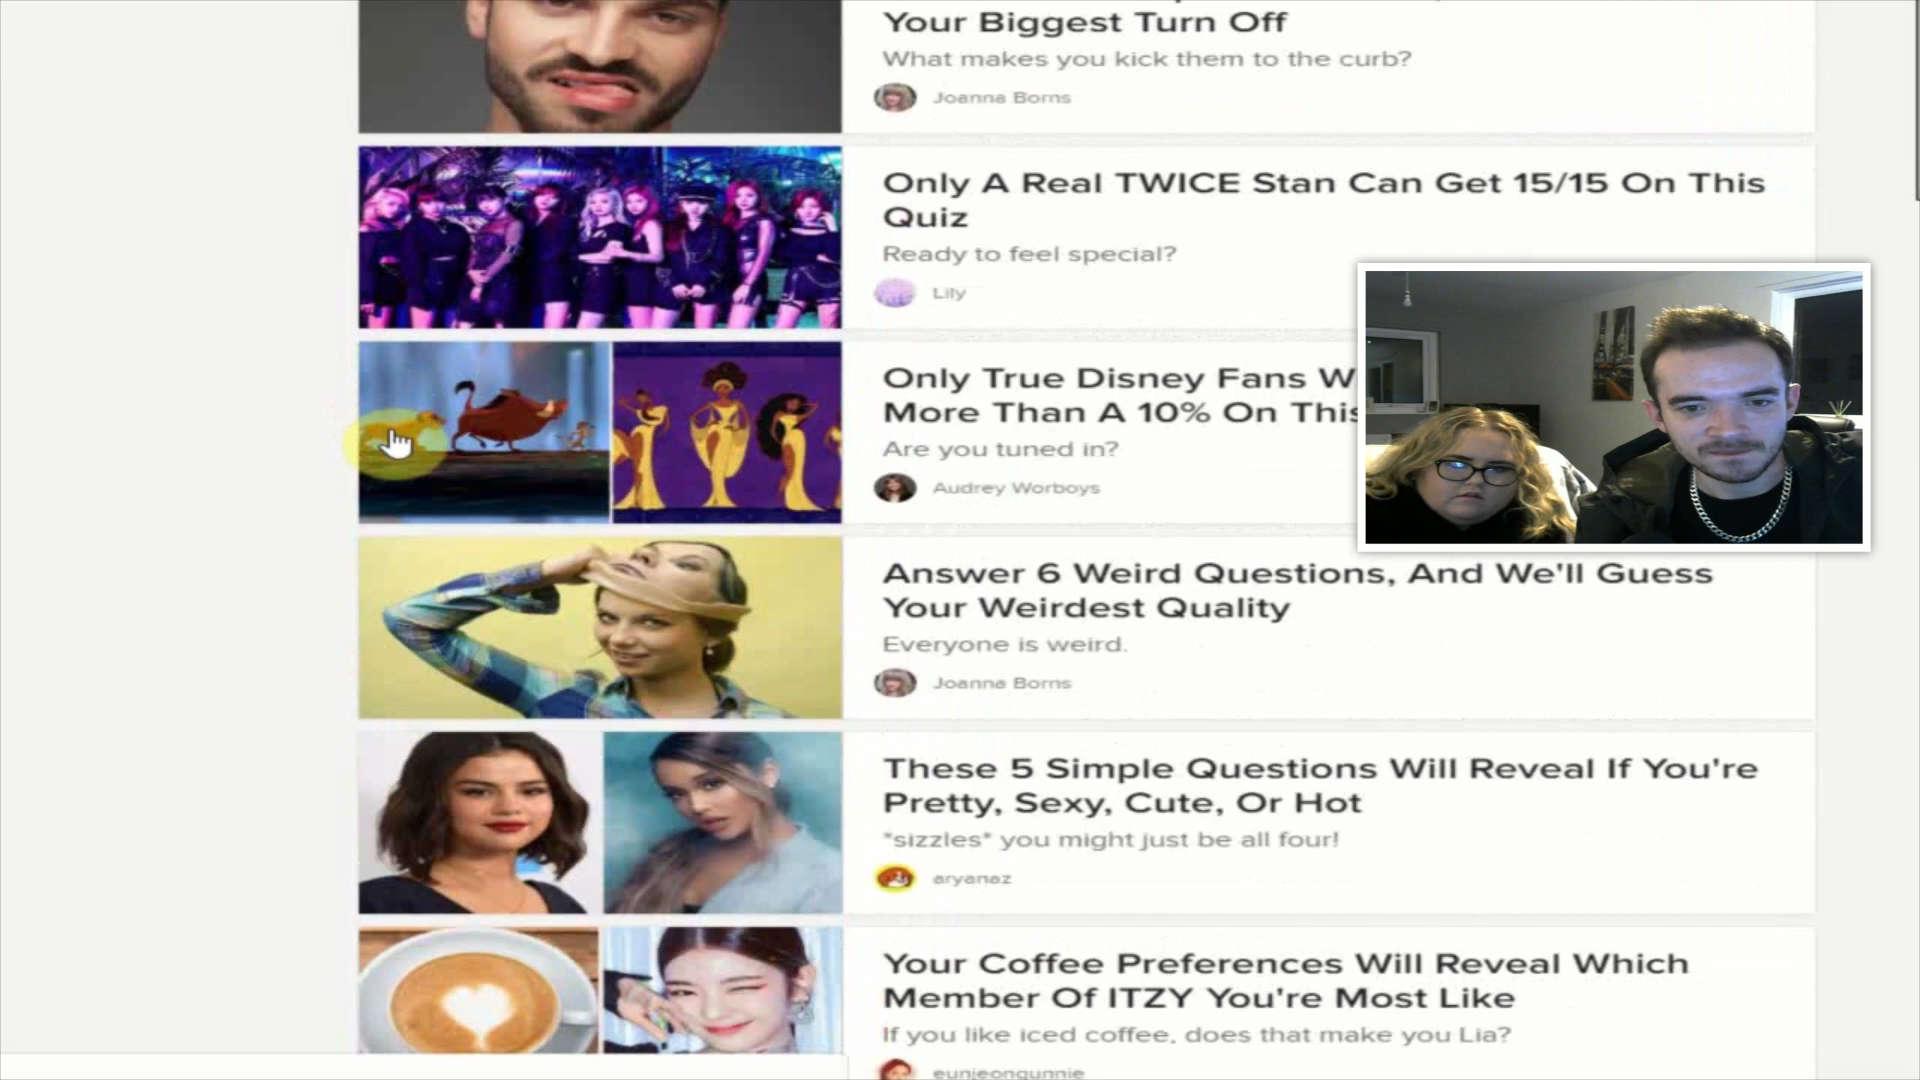 Your Biggest Turn Off
What makes you kick them to the curb?
Joanna Borns
Only A Real TWICE Stan Can Get 15/15 On This
Quiz
Ready to feel special?
Lily
Only True Disney Fans W
More Than A 10% On This
Are you tuned in?
Audrey Worboys
Answer 6 Weird Questions, And We'll Guess
Your Weirdest Quality
Everyone is weird.
Joanna Borns
These 5 Simple Questions Will Reveal If You're
Pretty, Sexy, Cute, Or Hot
*sizzles* you might just be all four!
aryanaz
Your Coffee Preferences Will Reveal Which
Member Of ITZY You're Most Like
If you like iced coffee, does that make you Lia?
eunjeongunnie